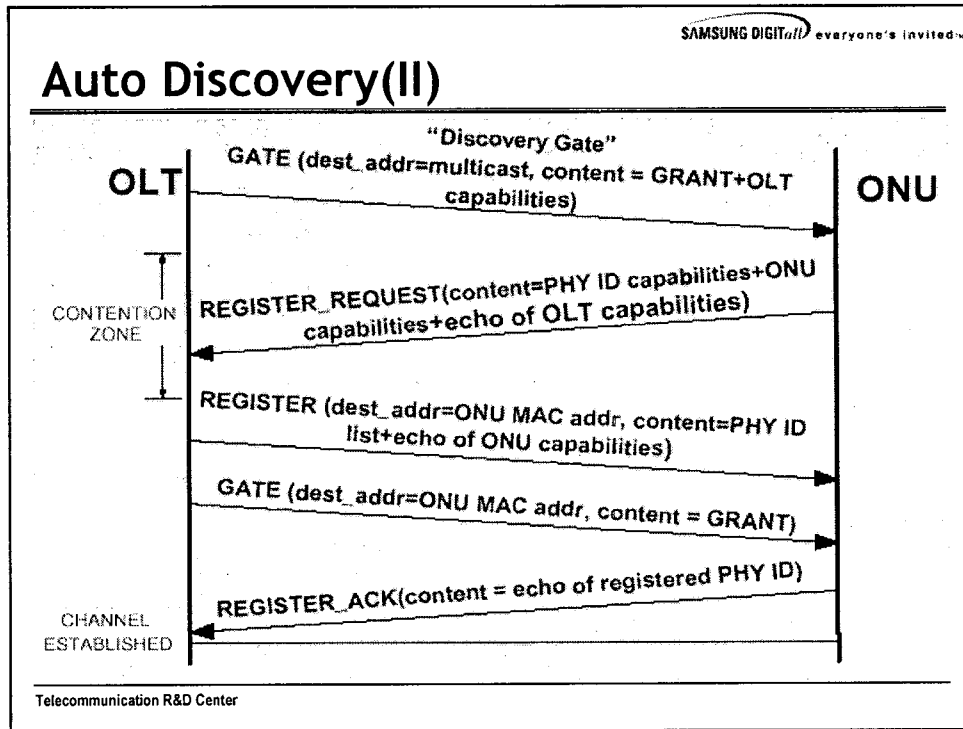 SAMSUNG DIGITall everyone's invited
Auto Discovery(II)
"Discovery Gate"
GATE (dest_addr=multicast, content = GRANT+OLT
capabilities)
OLT
ONU
CONTENTION
ZONE
REGISTER_REQUEST(content=PHY ID capabilities+ONU
capabilities+echo of OLT capabilities)
REGISTER (dest_addr=ONU MAC addr, content=PHY ID
list+echo of ONU capabilities)
GATE (dest_addr=ONU MAC addr, content = GRANT)
REGISTER_ACK(content = echo of registered PHY ID)
CHANNEL
ESTABLISHED
Telecommunication R&D Center